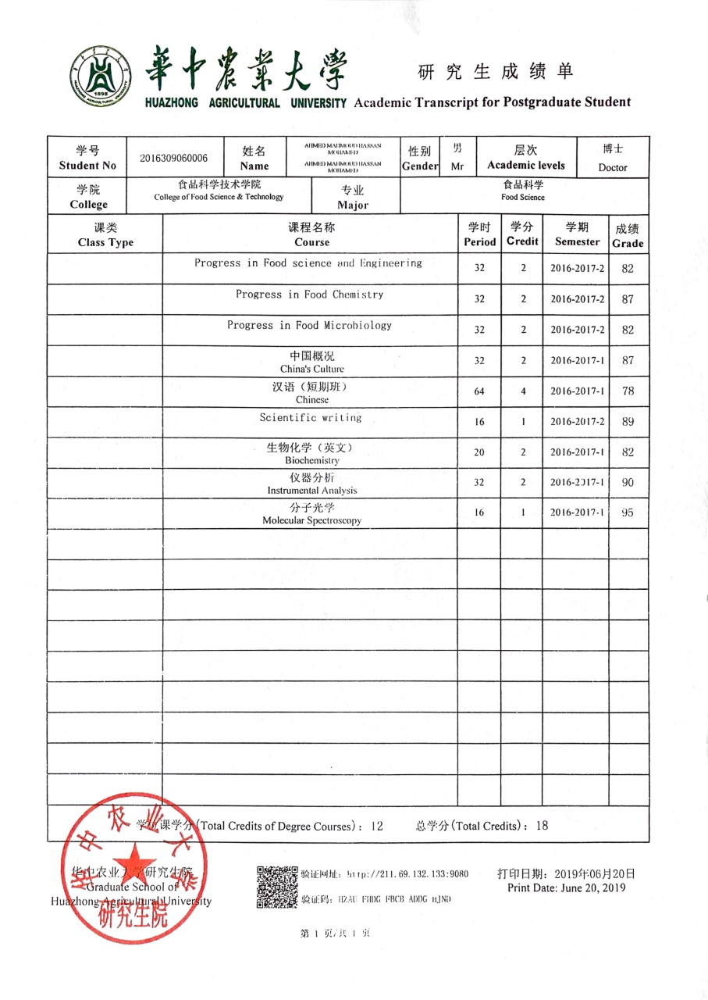 華中農業大學
HUAZHONG AGRICULTURAL UNIVERSITY
1898
HUAZHONG AGRICULTURAL UNIVERSITY
研究生成绩单
Academic Transcript for Postgraduate Student
学号
Student No
2016309060006
姓名
Name
AHMED MAHMOUD HASSAN
MOHAMED
AHMED MAHMOUD HASSAN
MOHAMED
性别
Gender
男
Mr
层次
Academic levels
博士
Doctor
学院
College
食品科学技术学院
College of Food Science & Technology
专业
Major
食品科学
Food Science
课类
Class Type
课程名称
Course
学时
Period
学分
Credit
学期
Semester
成绩
Grade
Progress in Food science and Engineering 32 2 2016-2017-2 82
Progress in Food Chemistry 32 2 2016-2017-2 87
Progress in Food Microbiology 32 2 2016-2017-2 82
中国概况
China's Culture 32 2 2016-2017-1 87
汉语（短期班）
Chinese 64 4 2016-2017-1 78
Scientific writing 16 1 2016-2017-2 89
生物化学（英文）
Biochemistry 20 2 2016-2017-1 82
仪器分析
Instrumental Analysis 32 2 2016-2017-1 90
分子光学
Molecular Spectroscopy 16 1 2016-2017-1 95
学位课学分(Total Credits of Degree Courses): 12 总学分(Total Credits): 18
华中农业大学研究生院
Graduate School of
Huazhong Agricultural University
华中农业大学
研究生院
验证网址: http://211.69.132.133:9080
验证码: HZAU FHDG FBCB ADDG HJND
打印日期: 2019年06月20日
Print Date: June 20, 2019
第 1 页/共 1 页